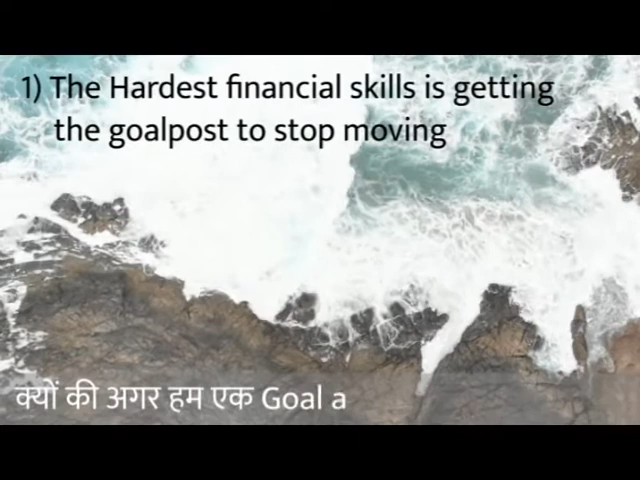 1) The Hardest financial skills is getting
the goalpost to stop moving
क्यों की अगर हम एक Goal a